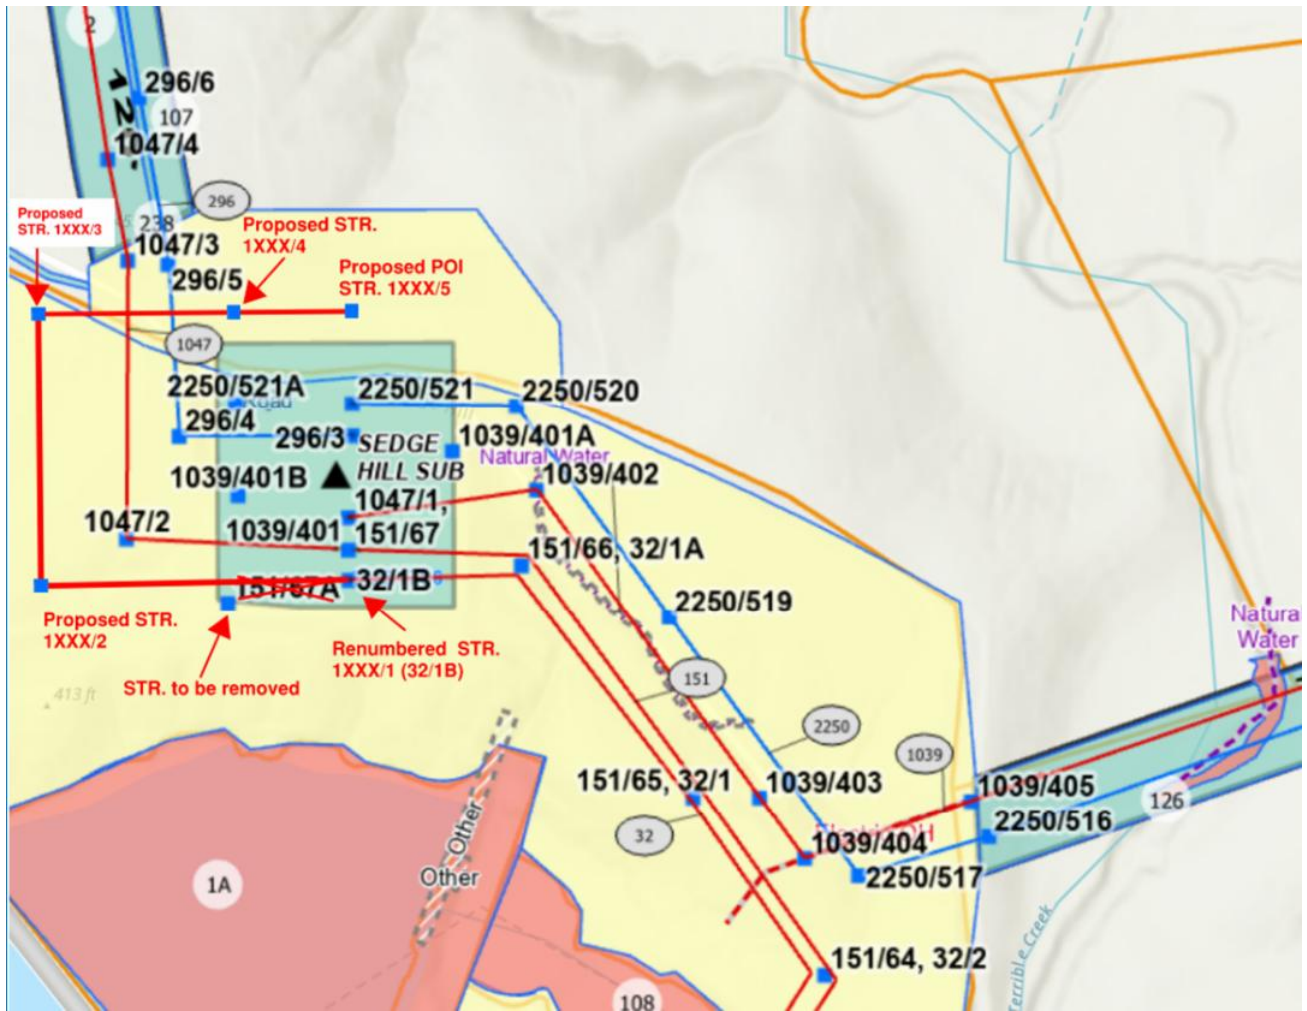 2
296/6
107
1047/4
296
Proposed
STR. 1XXX/3
238
Proposed STR.
1XXX/4
1047/3
296/5
Proposed POI
STR. 1XXX/5
1047
2250/521A
2250/521
2250/520
Road
296/4
296/3
SEDGE
HILL SUB
1039/401A
Natural Water
1039/401B
1039/402
1047/1,
1047/2
1039/401
151/67
151/66, 32/1A
151/67A
32/1B
2250/519
Proposed STR.
1XXX/2
Renumbered STR.
1XXX/1 (32/1B)
STR. to be removed
Natural
Water
413 ft
151
2250
1039
151/65, 32/1
1039/403
1039/405
126
32
2250/516
1039/404
Other
Other
2250/517
1A
151/64, 32/2
Terrible Creek
108